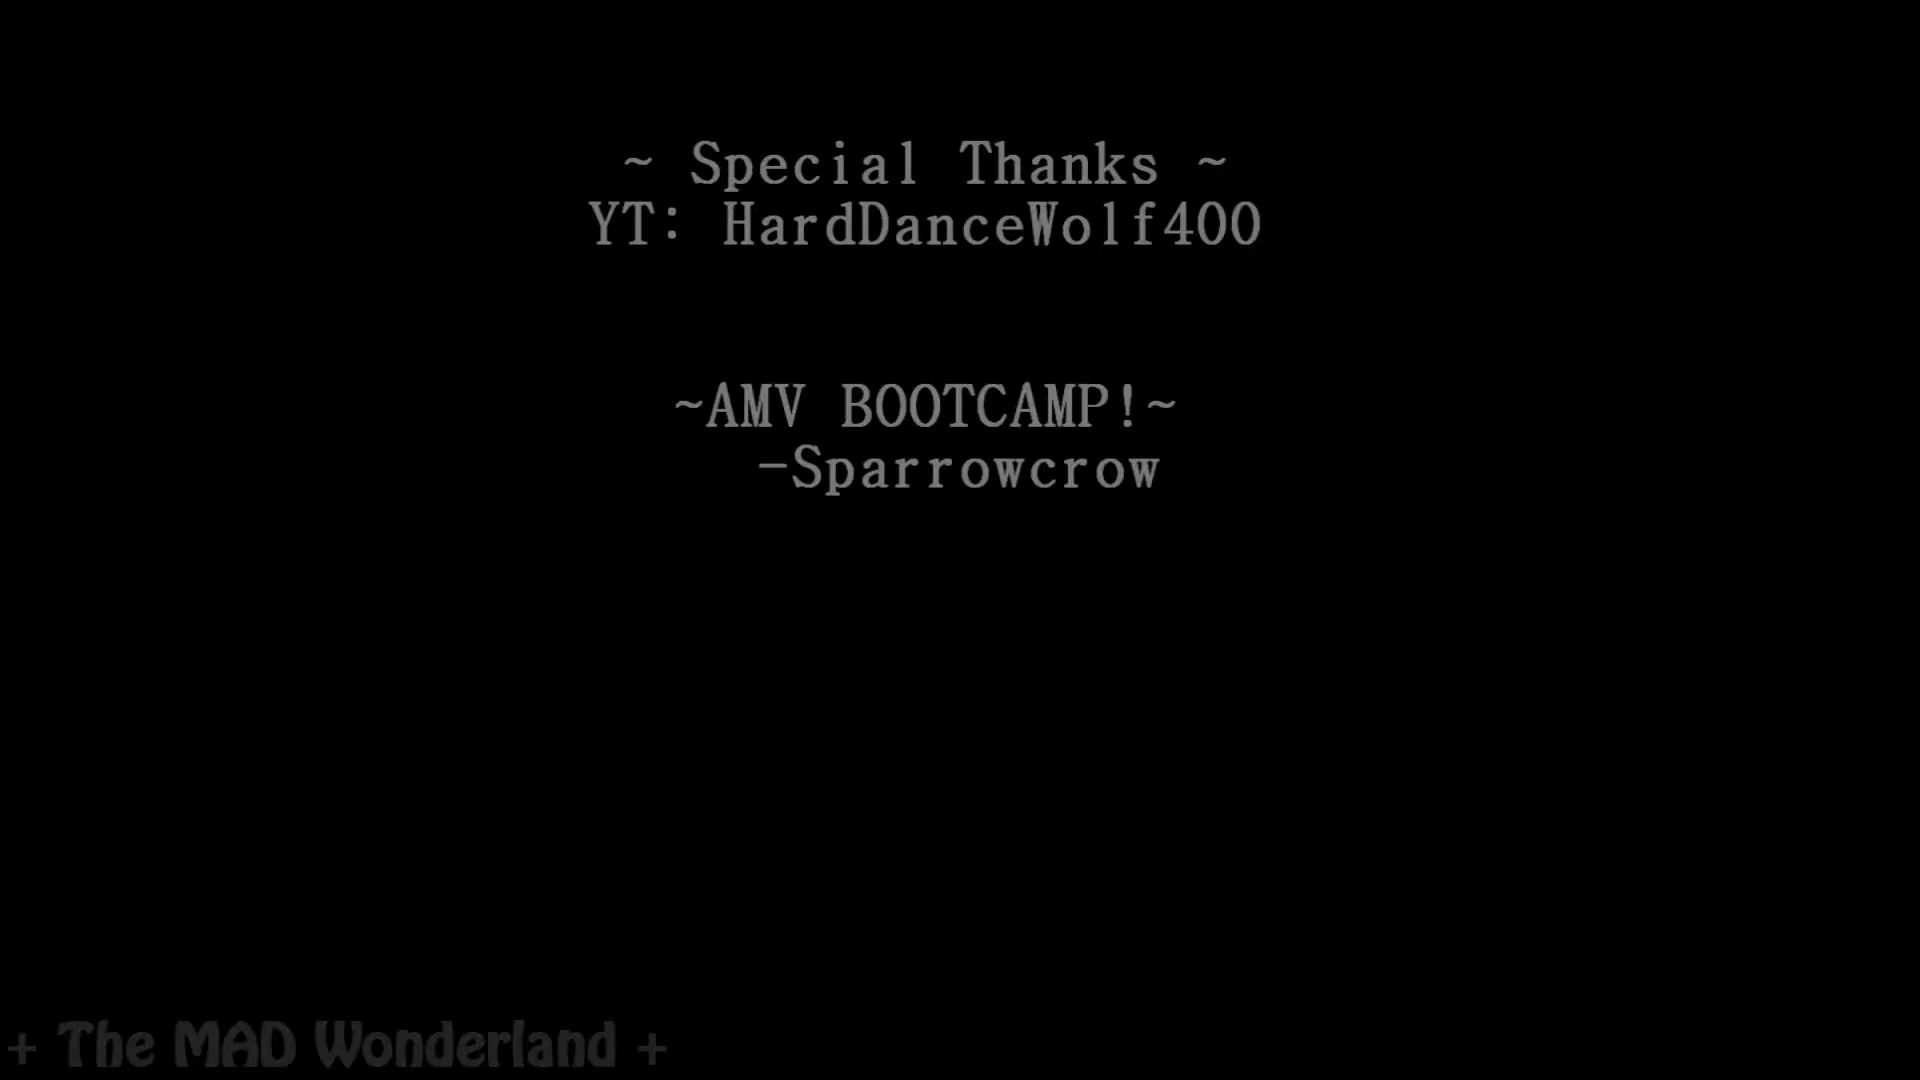 ~ Special Thanks ~
YT: HardDanceWolf400
~AMV BOOTCAMP!~
-Sparrowcrow
+ The MAD Wonderland +